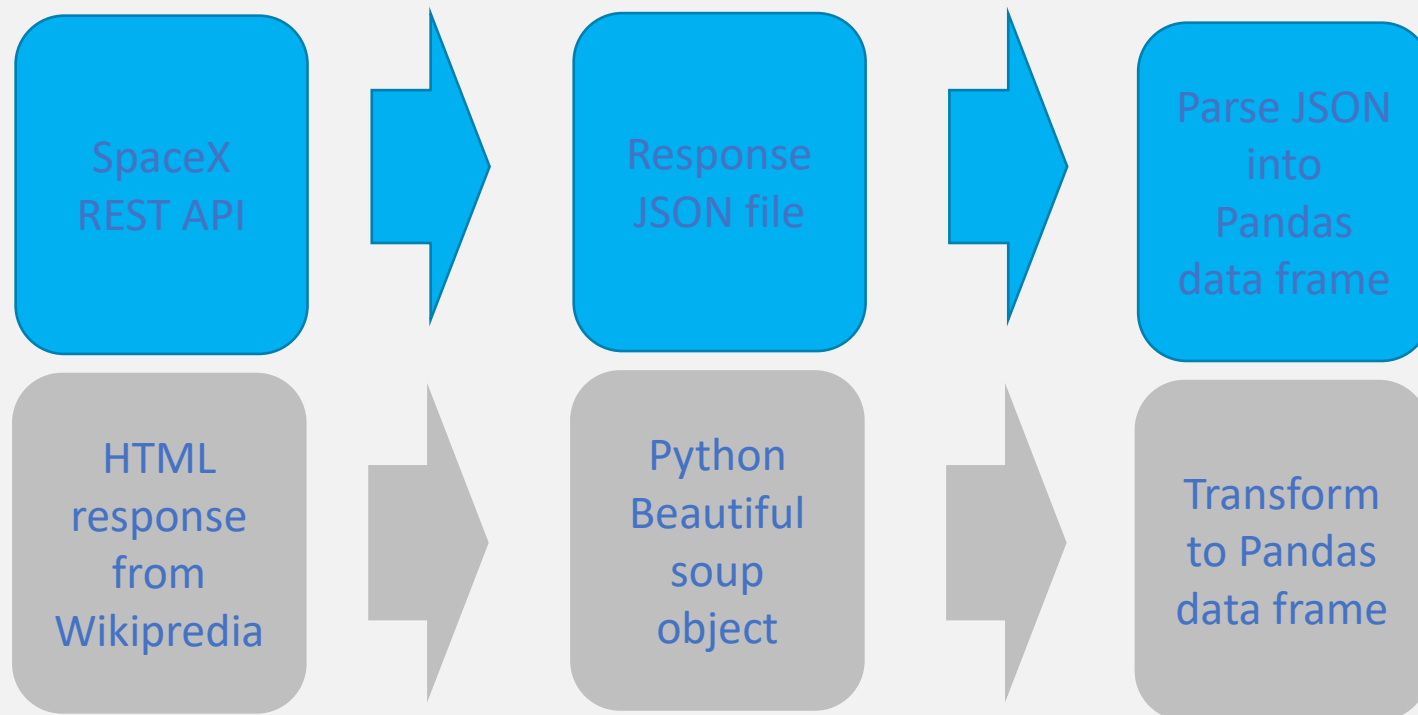 SpaceX
REST API
Response
JSON file
Parse JSON
into
Pandas
data frame
HTML
response
from
Wikipredia
Python
Beautiful
soup
object
Transform
to Pandas
data frame